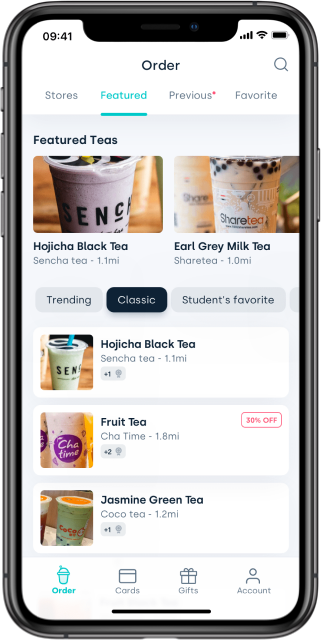 09:41
Order
Stores Featured Previous* Favorite
Featured Teas
SENCH
Sharetea
Hojicha Black Tea Earl Grey Milk Tea
Sencha tea - 1.1mi Sharetea - 1.0mi
Trending Classic Student's favorite
Hojicha Black Tea
Sencha tea - 1.1mi
+1
SEN
Fruit Tea 30% OFF
Cha Time - 1.8mi
+2
Cha
time
Jasmine Green Tea
Coco tea - 1.2mi
+1
Order Cards Gifts Account